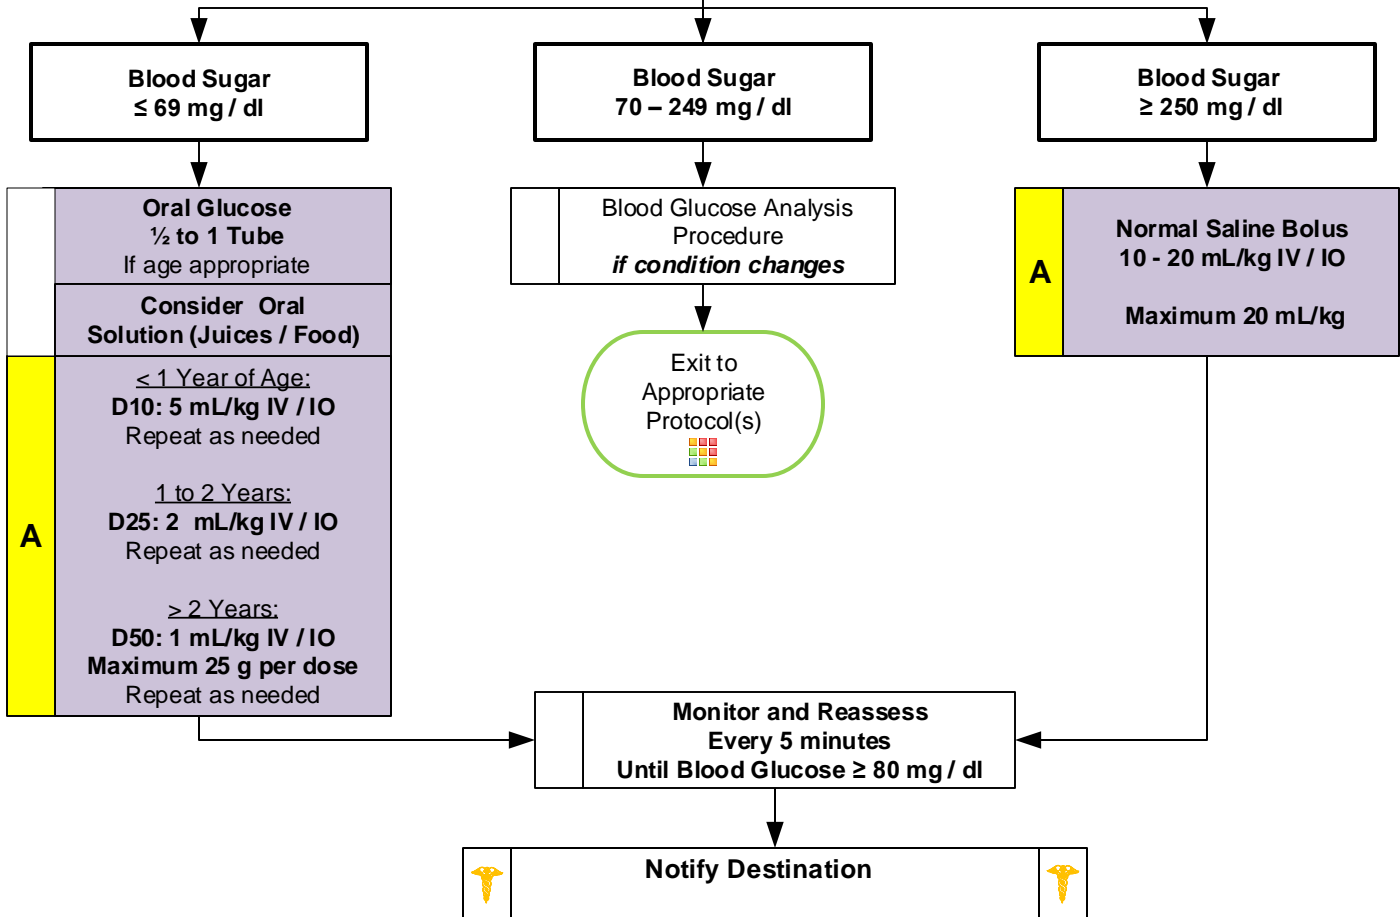 Blood Sugar
≤ 69 mg / dl
Blood Sugar
70 – 249 mg / dl
Blood Sugar
≥ 250 mg / dl
Oral Glucose
½ to 1 Tube
If age appropriate
Consider Oral
Solution (Juices / Food)
A
< 1 Year of Age:
D10: 5 mL/kg IV / IO
Repeat as needed
1 to 2 Years:
D25: 2 mL/kg IV / IO
Repeat as needed
> 2 Years:
D50: 1 mL/kg IV / IO
Maximum 25 g per dose
Repeat as needed
Blood Glucose Analysis
Procedure
if condition changes
Exit to
Appropriate
Protocol(s)
A
Normal Saline Bolus
10 - 20 mL/kg IV / IO
Maximum 20 mL/kg
Monitor and Reassess
Every 5 minutes
Until Blood Glucose ≥ 80 mg / dl
Notify Destination